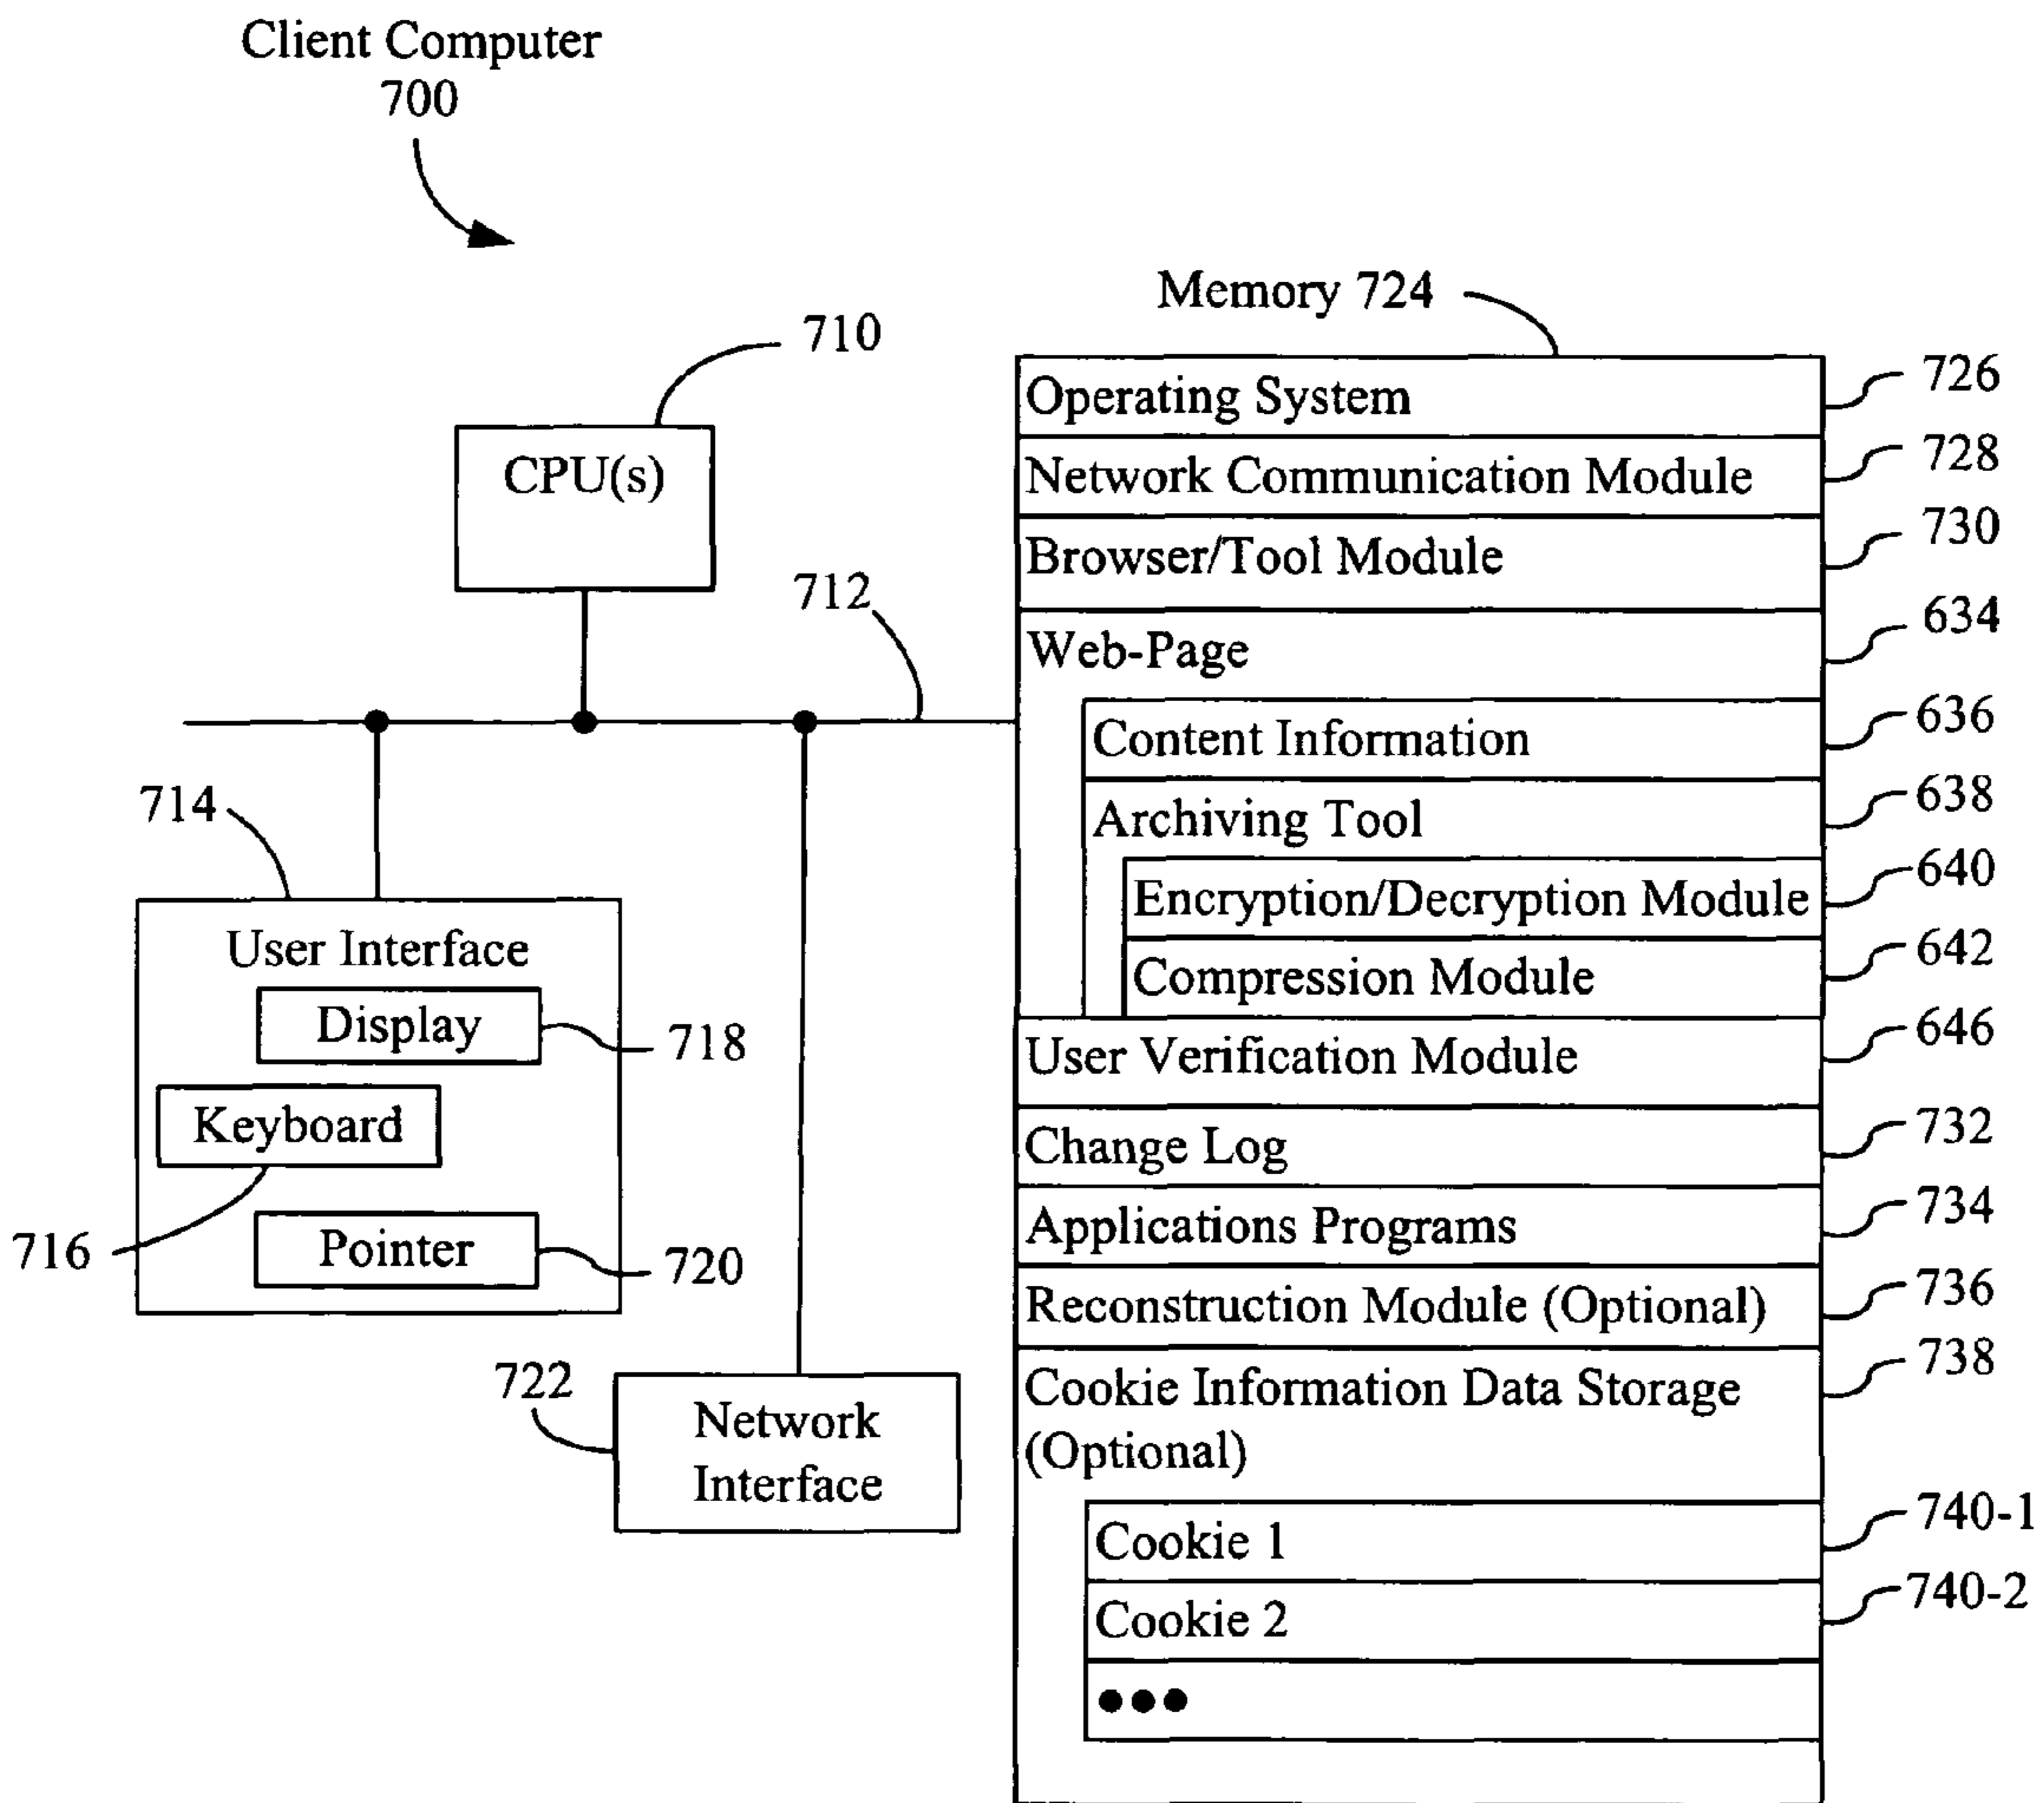 Client Computer
700
Memory 724
710
CPU(s)
712
714
User Interface
Display
718
Keyboard
716
Pointer
720
722
Network
Interface
Operating System
726
Network Communication Module
728
Browser/Tool Module
730
Web-Page
634
Content Information
636
Archiving Tool
638
Encryption/Decryption Module
640
Compression Module
642
User Verification Module
646
Change Log
732
Applications Programs
734
Reconstruction Module (Optional)
736
Cookie Information Data Storage
(Optional)
738
Cookie 1
740-1
Cookie 2
740-2